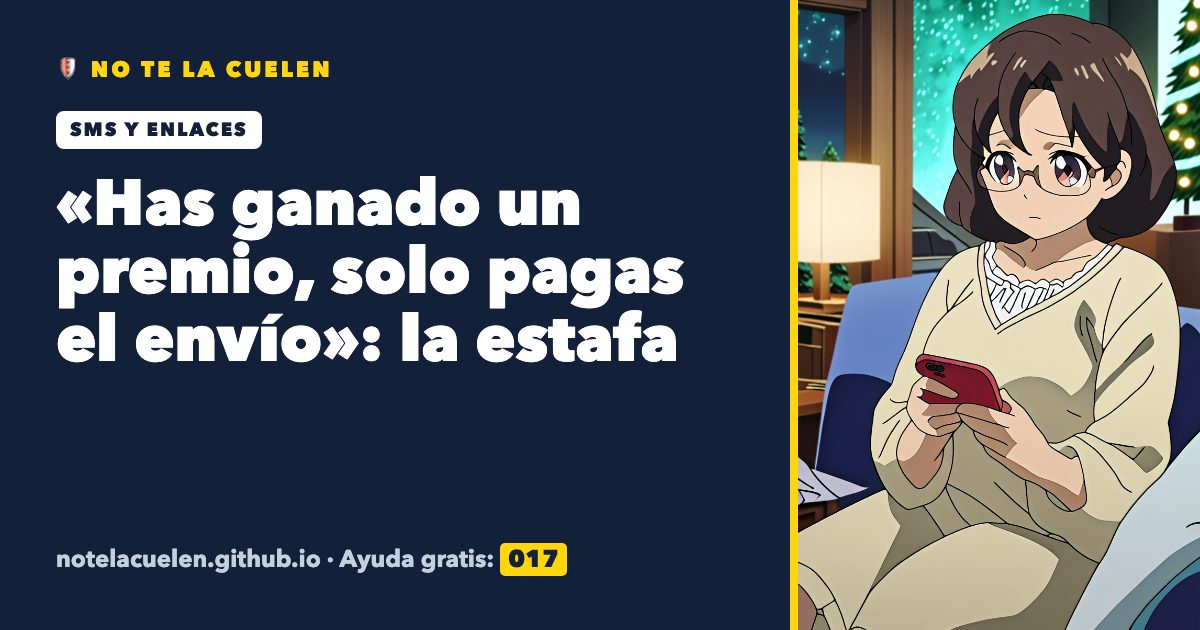 NO TE LA CUELEN
SMS Y ENLACES
«Has ganado un
premio, solo pagas
el envío»: la estafa
notelacuelen.github.io · Ayuda gratis: 017